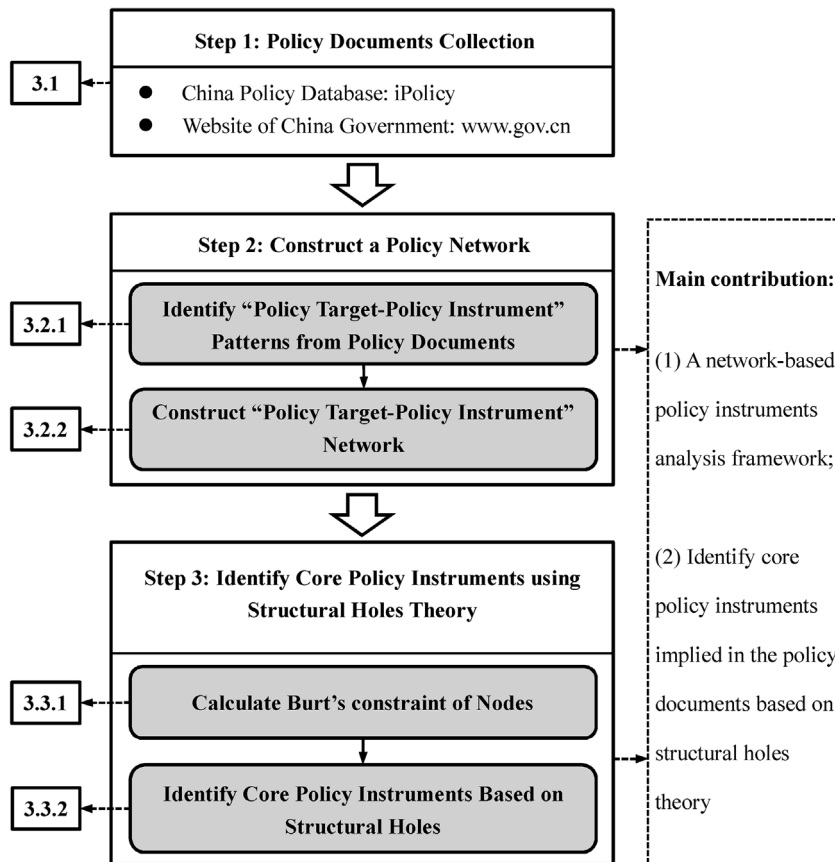 Step 1: Policy Documents Collection
3.1
China Policy Database: iPolicy
Website of China Government: www.gov.cn
Step 2: Construct a Policy Network
3.2.1
Identify “Policy Target-Policy Instrument”
Patterns from Policy Documents
3.2.2
Construct “Policy Target-Policy Instrument”
Network
Step 3: Identify Core Policy Instruments using
Structural Holes Theory
3.3.1
Calculate Burt’s constraint of Nodes
3.3.2
Identify Core Policy Instruments Based on
Structural Holes
Main contribution:
(1) A network-based
policy instruments
analysis framework;
(2) Identify core
policy instruments
implied in the policy
documents based on
structural holes
theory